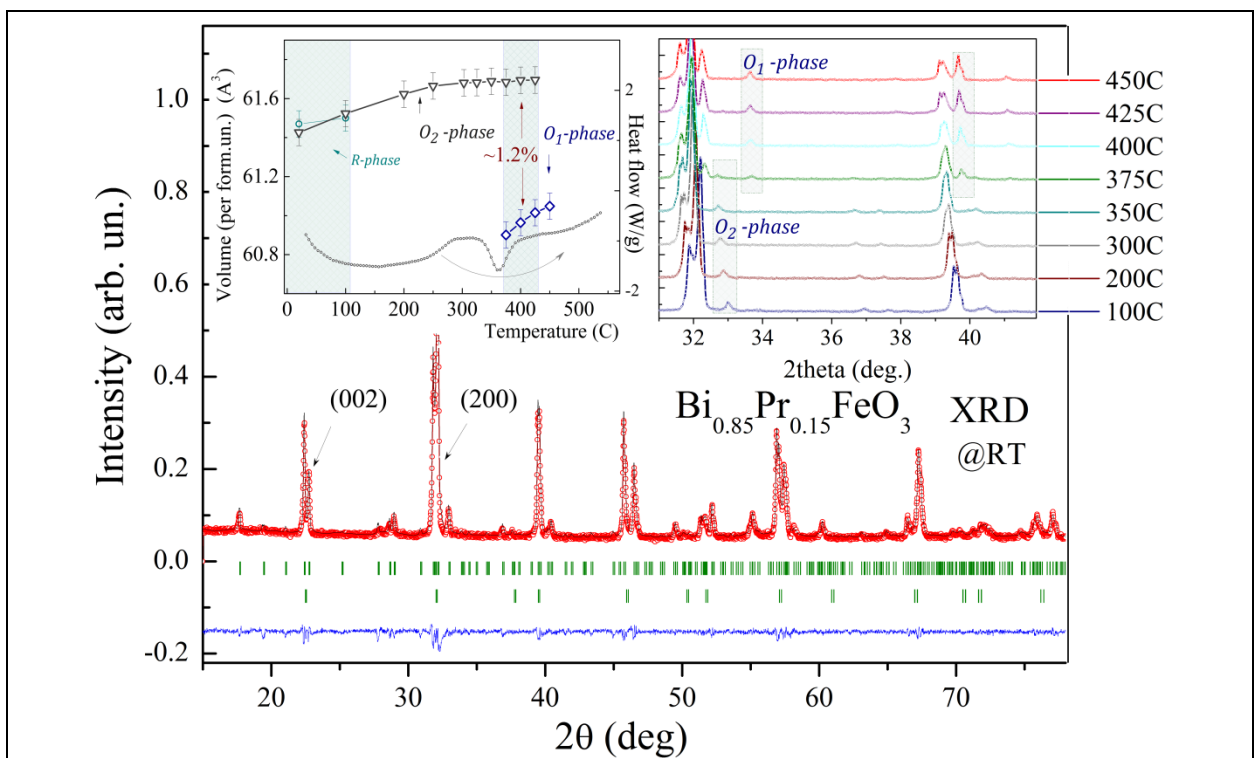 Intensity (arb. un.)
1.0
0.8
0.6
0.4
0.2
0.0
-0.2
20
30
40
50
60
70
2θ (deg)
Volume (per form.un.) (Å³)
61.6
61.2
60.8
0
100
200
300
400
500
Temperature (C)
2
-2
Heat flow (W/g)
O₂ -phase
O₁-phase
R-phase
~1.2%
O₁ -phase
O₂ -phase
32
34
36
38
40
2theta (deg.)
450C
425C
400C
375C
350C
300C
200C
100C
(002)
(200)
Bi₀.₈₅Pr₀.₁₅FeO₃
XRD
@RT